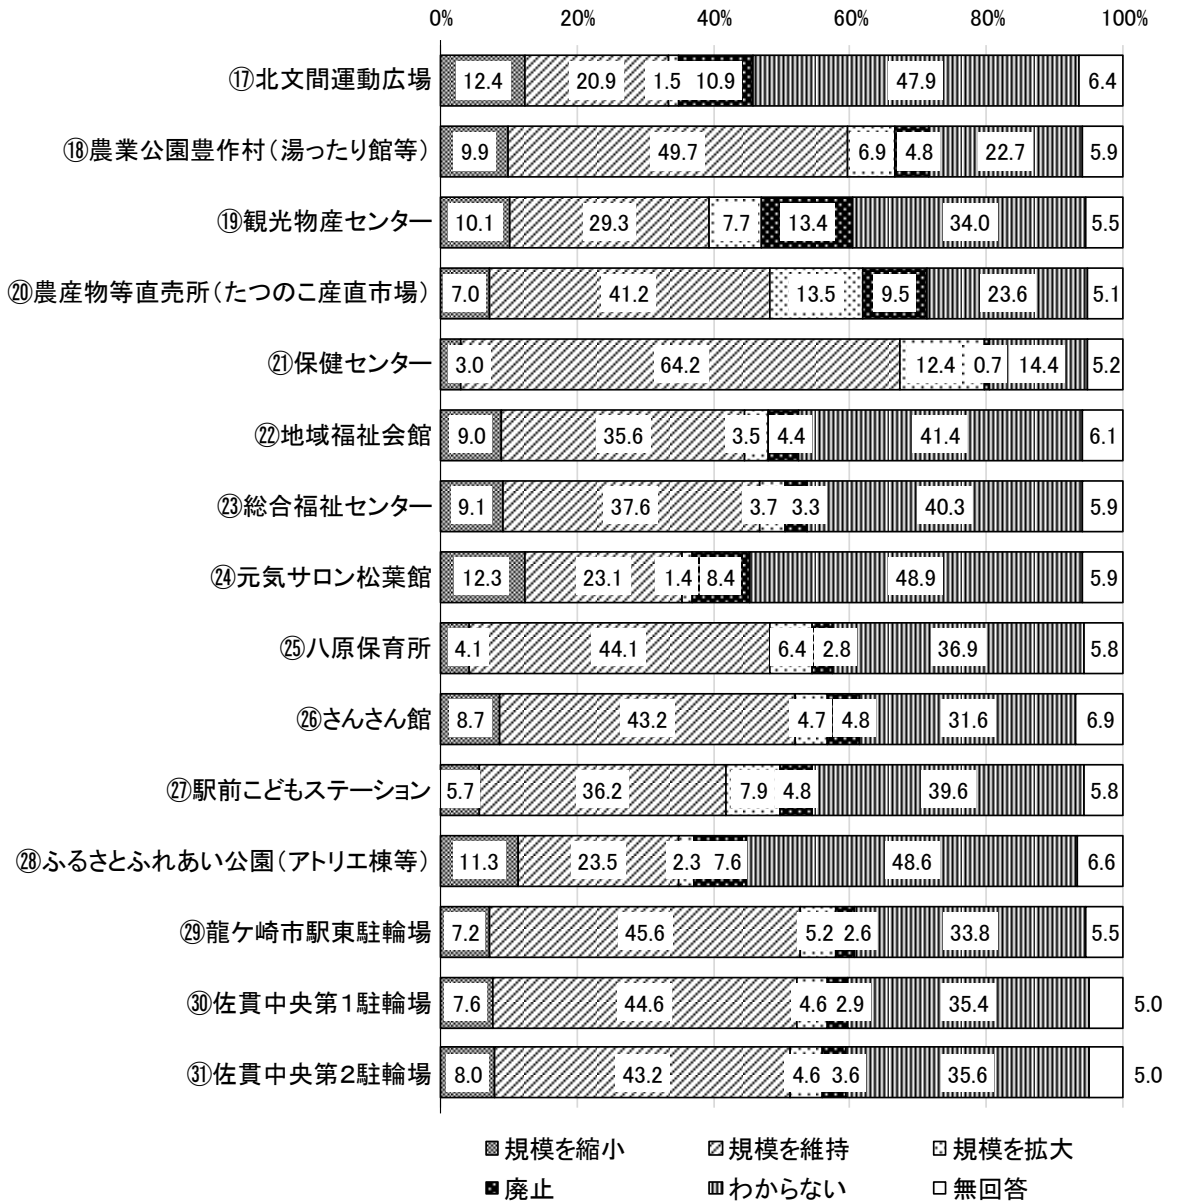 0% 20% 40% 60% 80% 100%
⑰北文間運動広場 12.4 20.9 1.5 10.9 47.9 6.4
⑱農業公園豊作村（湯ったり館等） 9.9 49.7 6.9 4.8 22.7 5.9
⑲観光物産センター 10.1 29.3 7.7 13.4 34.0 5.5
⑳農産物等直売所（たつのこ産直市場） 7.0 41.2 13.5 9.5 23.6 5.1
㉑保健センター 3.0 64.2 12.4 0.7 14.4 5.2
㉒地域福祉会館 9.0 35.6 3.5 4.4 41.4 6.1
㉓総合福祉センター 9.1 37.6 3.7 3.3 40.3 5.9
㉔元気サロン松葉館 12.3 23.1 1.4 8.4 48.9 5.9
㉕八原保育所 4.1 44.1 6.4 2.8 36.9 5.8
㉖さんさん館 8.7 43.2 4.7 4.8 31.6 6.9
㉗駅前こどもステーション 5.7 36.2 7.9 4.8 39.6 5.8
㉘ふるさとふれあい公園（アトリエ棟等） 11.3 23.5 2.3 7.6 48.6 6.6
㉙龍ケ崎市駅東駐輪場 7.2 45.6 5.2 2.6 33.8 5.5
㉚佐貫中央第１駐輪場 7.6 44.6 4.6 2.9 35.4 5.0
㉛佐貫中央第２駐輪場 8.0 43.2 4.6 3.6 35.6 5.0
規模を縮小 規模を維持 規模を拡大
廃止 わからない 無回答